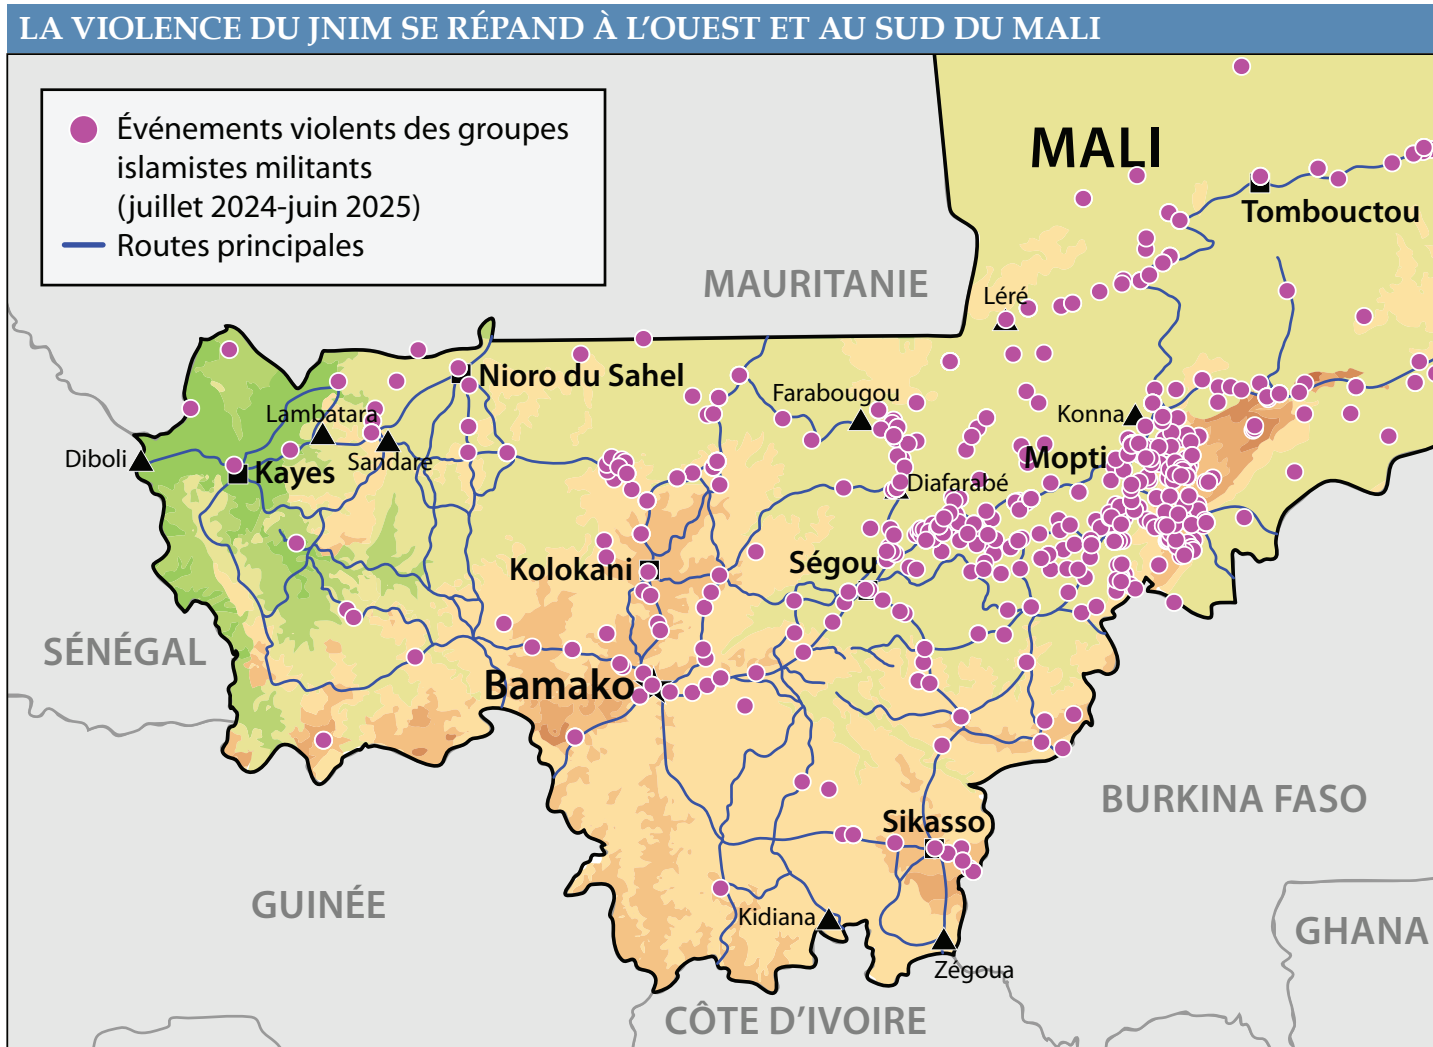 LA VIOLENCE DU JNIM SE RÉPAND À L'OUEST ET AU SUD DU MALI
Événements violents des groupes
islamistes militants
(juillet 2024-juin 2025)
Routes principales
MALI
Tombouctou
MAURITANIE
Léré
Nioro du Sahel
Farabougou
Lambatara
Konna
Diboli
Kayes
Sandare
Mopti
Diafarabé
Kolokani
Ségou
SÉNÉGAL
Bamako
BURKINA FASO
Sikasso
GUINÉE
Kidiana
GHANA
Zégoua
CÔTE D'IVOIRE